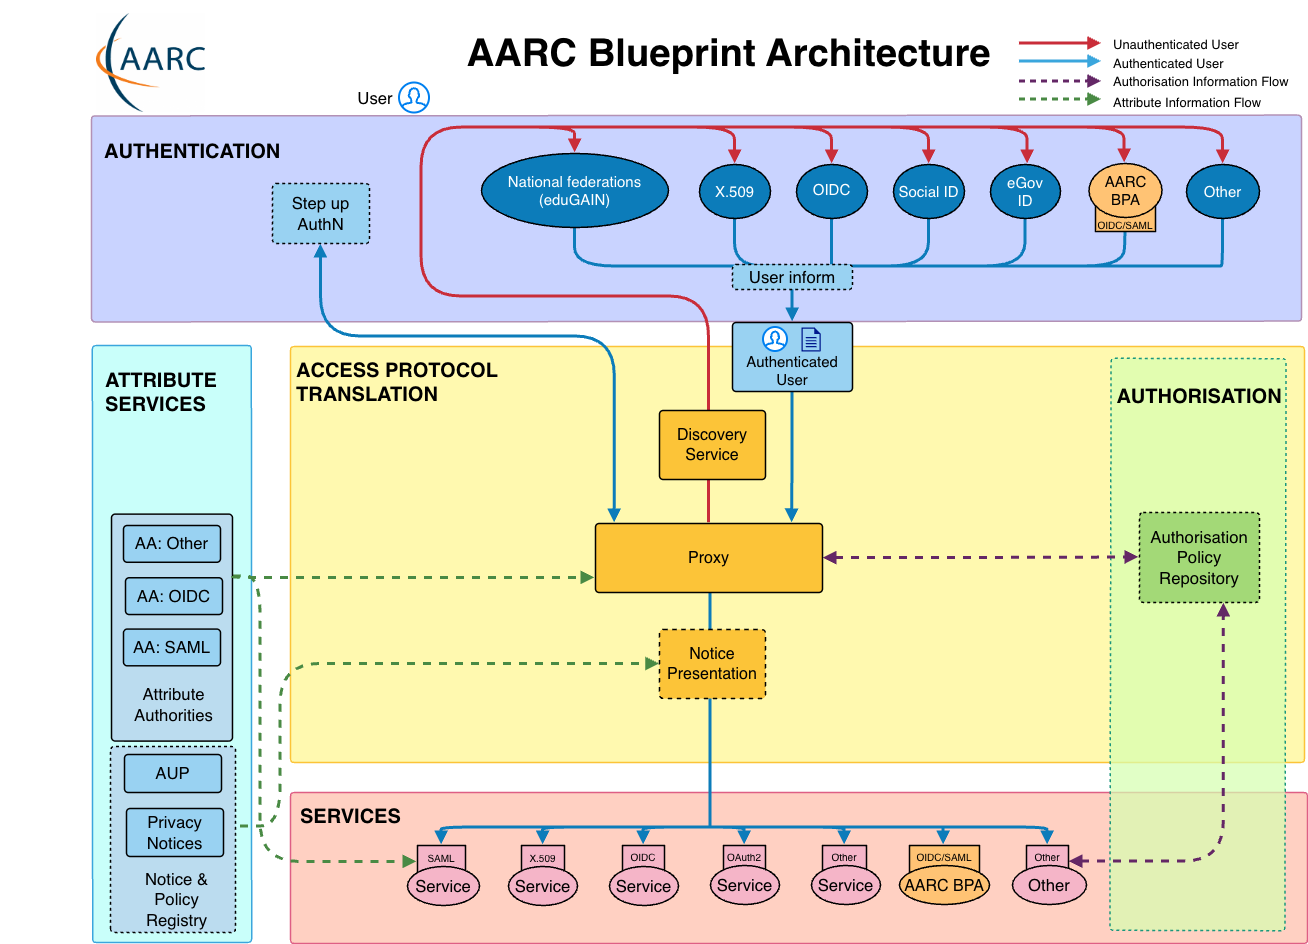 AARC
AARC Blueprint Architecture
Unauthenticated User
Authenticated User
Authorisation Information Flow
Attribute Information Flow
User
AUTHENTICATION
Step up
AuthN
National federations
(eduGAIN)
X.509
OIDC
Social ID
eGov
ID
AARC
BPA
OIDC/SAML
Other
User inform
Authenticated
User
ATTRIBUTE
SERVICES
AA: Other
AA: OIDC
AA: SAML
Attribute
Authorities
AUP
Privacy
Notices
Notice &
Policy
Registry
ACCESS PROTOCOL
TRANSLATION
Discovery
Service
Proxy
Notice
Presentation
AUTHORISATION
Authorisation
Policy
Repository
SERVICES
SAML
Service
X.509
Service
OIDC
Service
OAuth2
Service
Other
Service
OIDC/SAML
AARC BPA
Other
Other